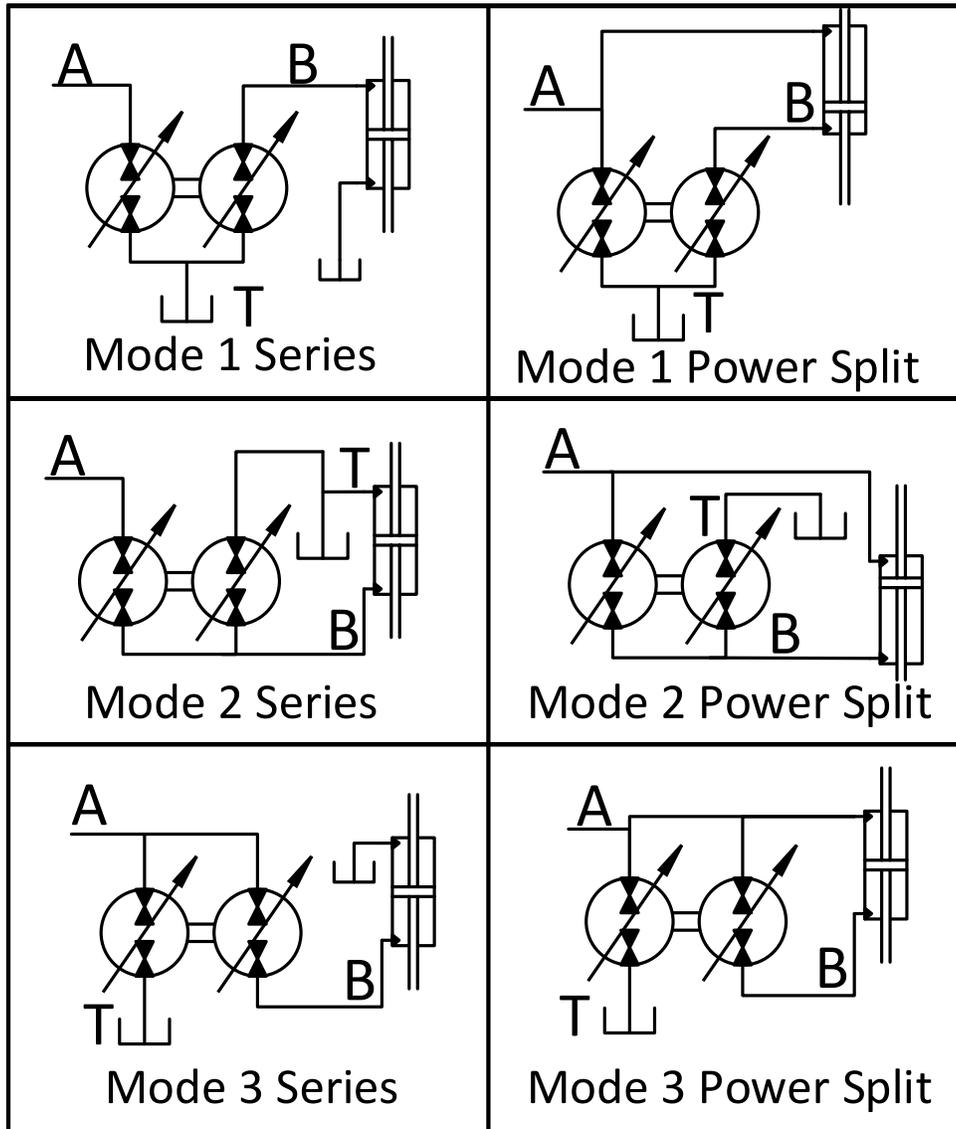 A
B
T
Mode 1 Series
A
B
T
Mode 1 Power Split
A
T
B
Mode 2 Series
A
T
B
Mode 2 Power Split
A
B
T
Mode 3 Series
A
B
T
Mode 3 Power Split